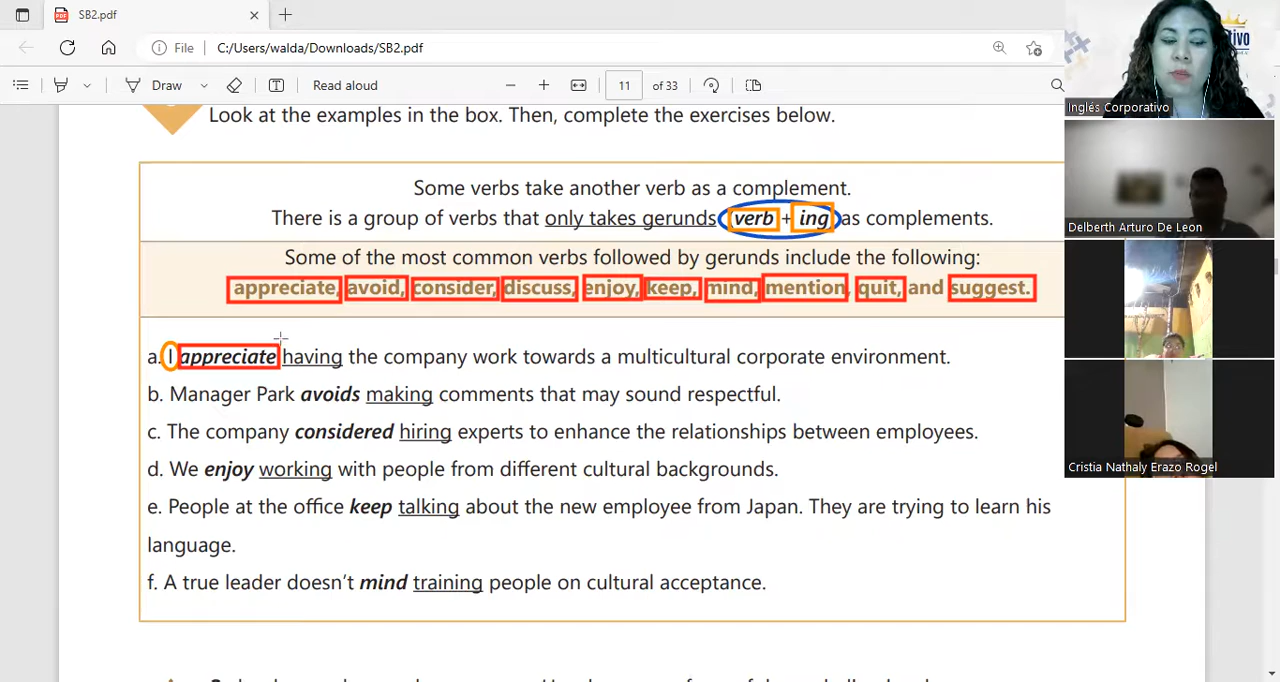 SB2.pdf
File
C:/Users/walda/Downloads/SB2.pdf
Draw
Read aloud
11 of 33
Look at the examples in the box. Then, complete the exercises below.
Some verbs take another verb as a complement.
There is a group of verbs that only takes gerunds verb + ing as complements.
Some of the most common verbs followed by gerunds include the following:
appreciate, avoid, consider, discuss, enjoy, keep, mind, mention, quit, and suggest.
a. I appreciate having the company work towards a multicultural corporate environment.
b. Manager Park avoids making comments that may sound respectful.
c. The company considered hiring experts to enhance the relationships between employees.
d. We enjoy working with people from different cultural backgrounds.
e. People at the office keep talking about the new employee from Japan. They are trying to learn his
language.
f. A true leader doesn't mind training people on cultural acceptance.
Inglés Corporativo
Delberth Arturo De Leon
Cristia Nathaly Erazo Rogel